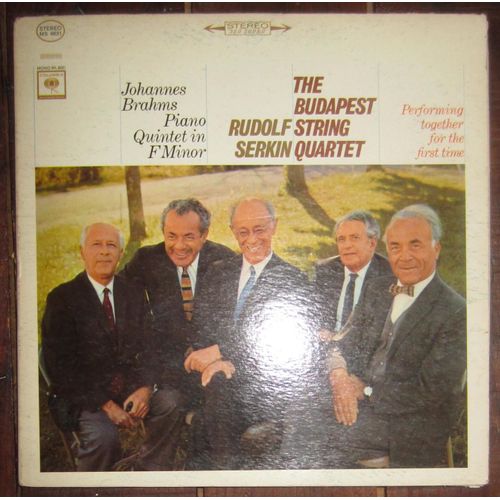 STEREO
STEREO
Johannes
Brahms
Piano
Quintet in
F Minor
THE
BUDAPEST
RUDOLF STRING
SERKIN QUARTET
Performing
together
for the
first time